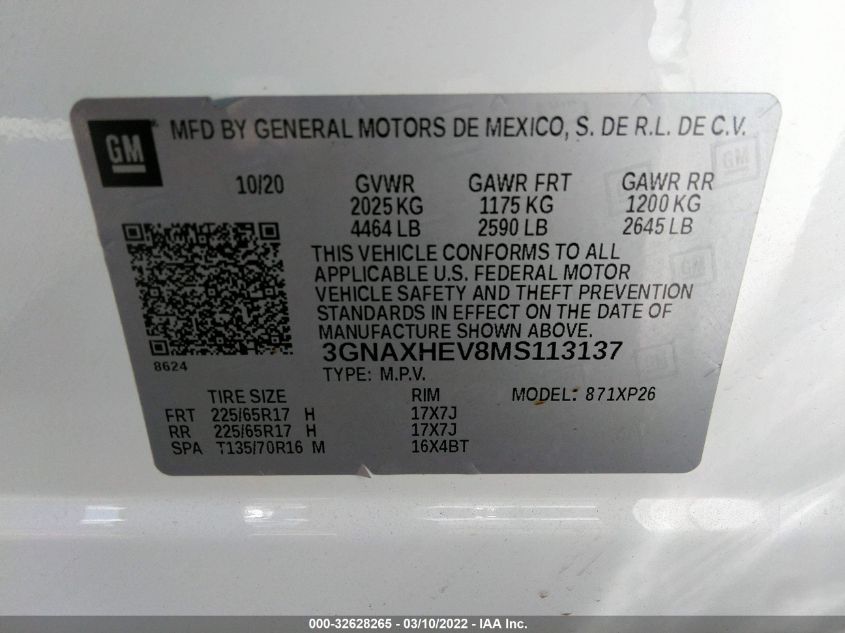 GM
MFD BY GENERAL MOTORS DE MEXICO, S. DE R.L. DE C.V.
10/20 GVWR GAWR FRT GAWR RR
2025 KG 1175 KG 1200 KG
4464 LB 2590 LB 2645 LB
THIS VEHICLE CONFORMS TO ALL
APPLICABLE U.S. FEDERAL MOTOR
VEHICLE SAFETY AND THEFT PREVENTION
STANDARDS IN EFFECT ON THE DATE OF
MANUFACTURE SHOWN ABOVE.
3GNAXHEV8MS113137
8624
TYPE: M.P.V.
TIRE SIZE RIM MODEL: 871XP26
FRT 225/65R17 H 17X7J
RR 225/65R17 H 17X7J
SPA T135/70R16 M 16X4BT
000-32628265 - 03/10/2022 - IAA Inc.